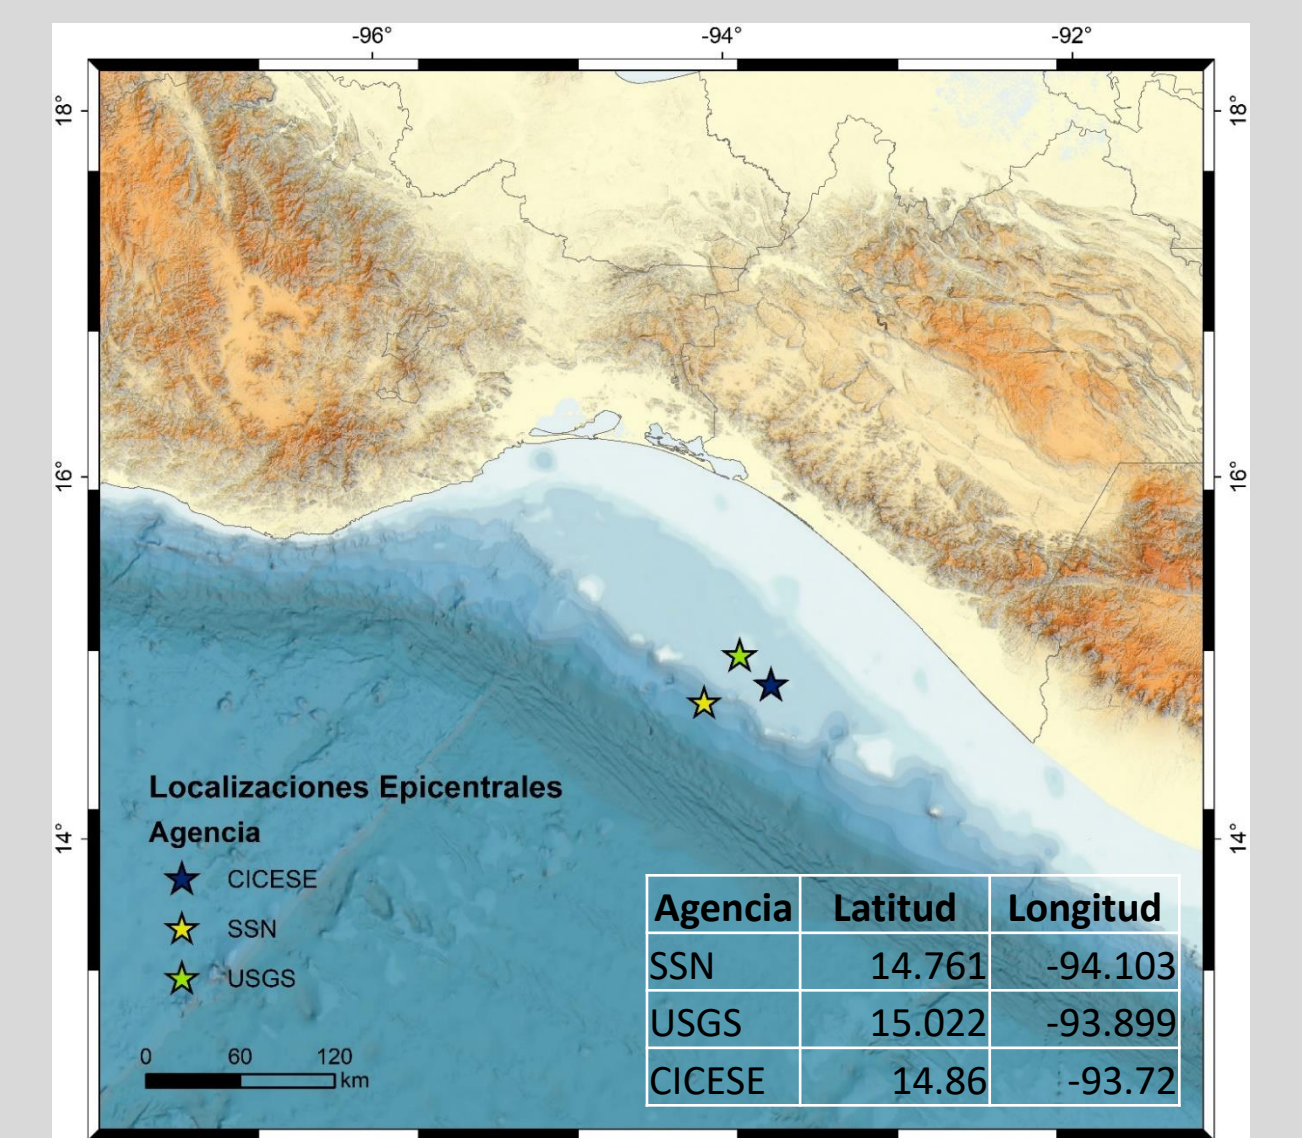 -96° -94° -92°
18° 18°
16° 16°
14° 14°
Localizaciones Epicentrales
Agencia
CICESE
SSN
USGS
0 60 120
km
Agencia Latitud Longitud
SSN 14.761 -94.103
USGS 15.022 -93.899
CICESE 14.86 -93.72